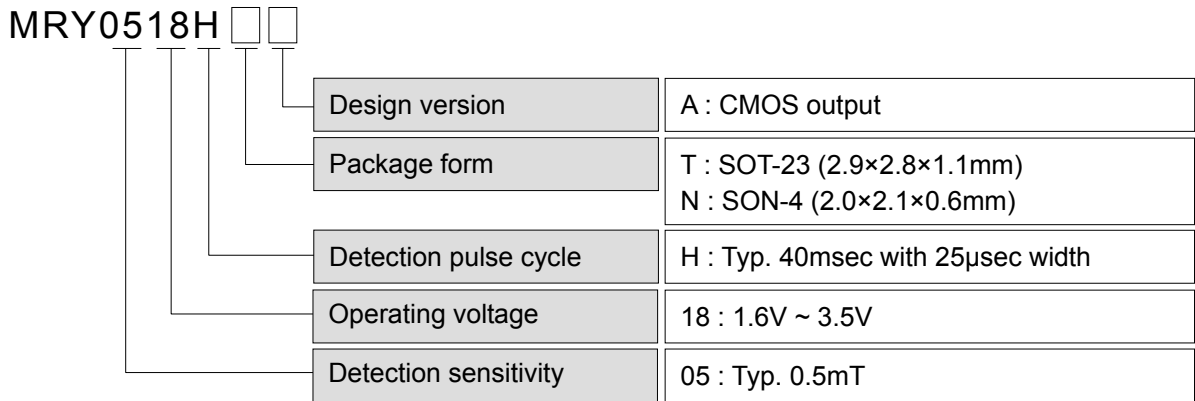 MRY0518H□□
Design version
A : CMOS output
Package form
T : SOT-23 (2.9×2.8×1.1mm)
N : SON-4 (2.0×2.1×0.6mm)
Detection pulse cycle
H : Typ. 40msec with 25μsec width
Operating voltage
18 : 1.6V ~ 3.5V
Detection sensitivity
05 : Typ. 0.5mT